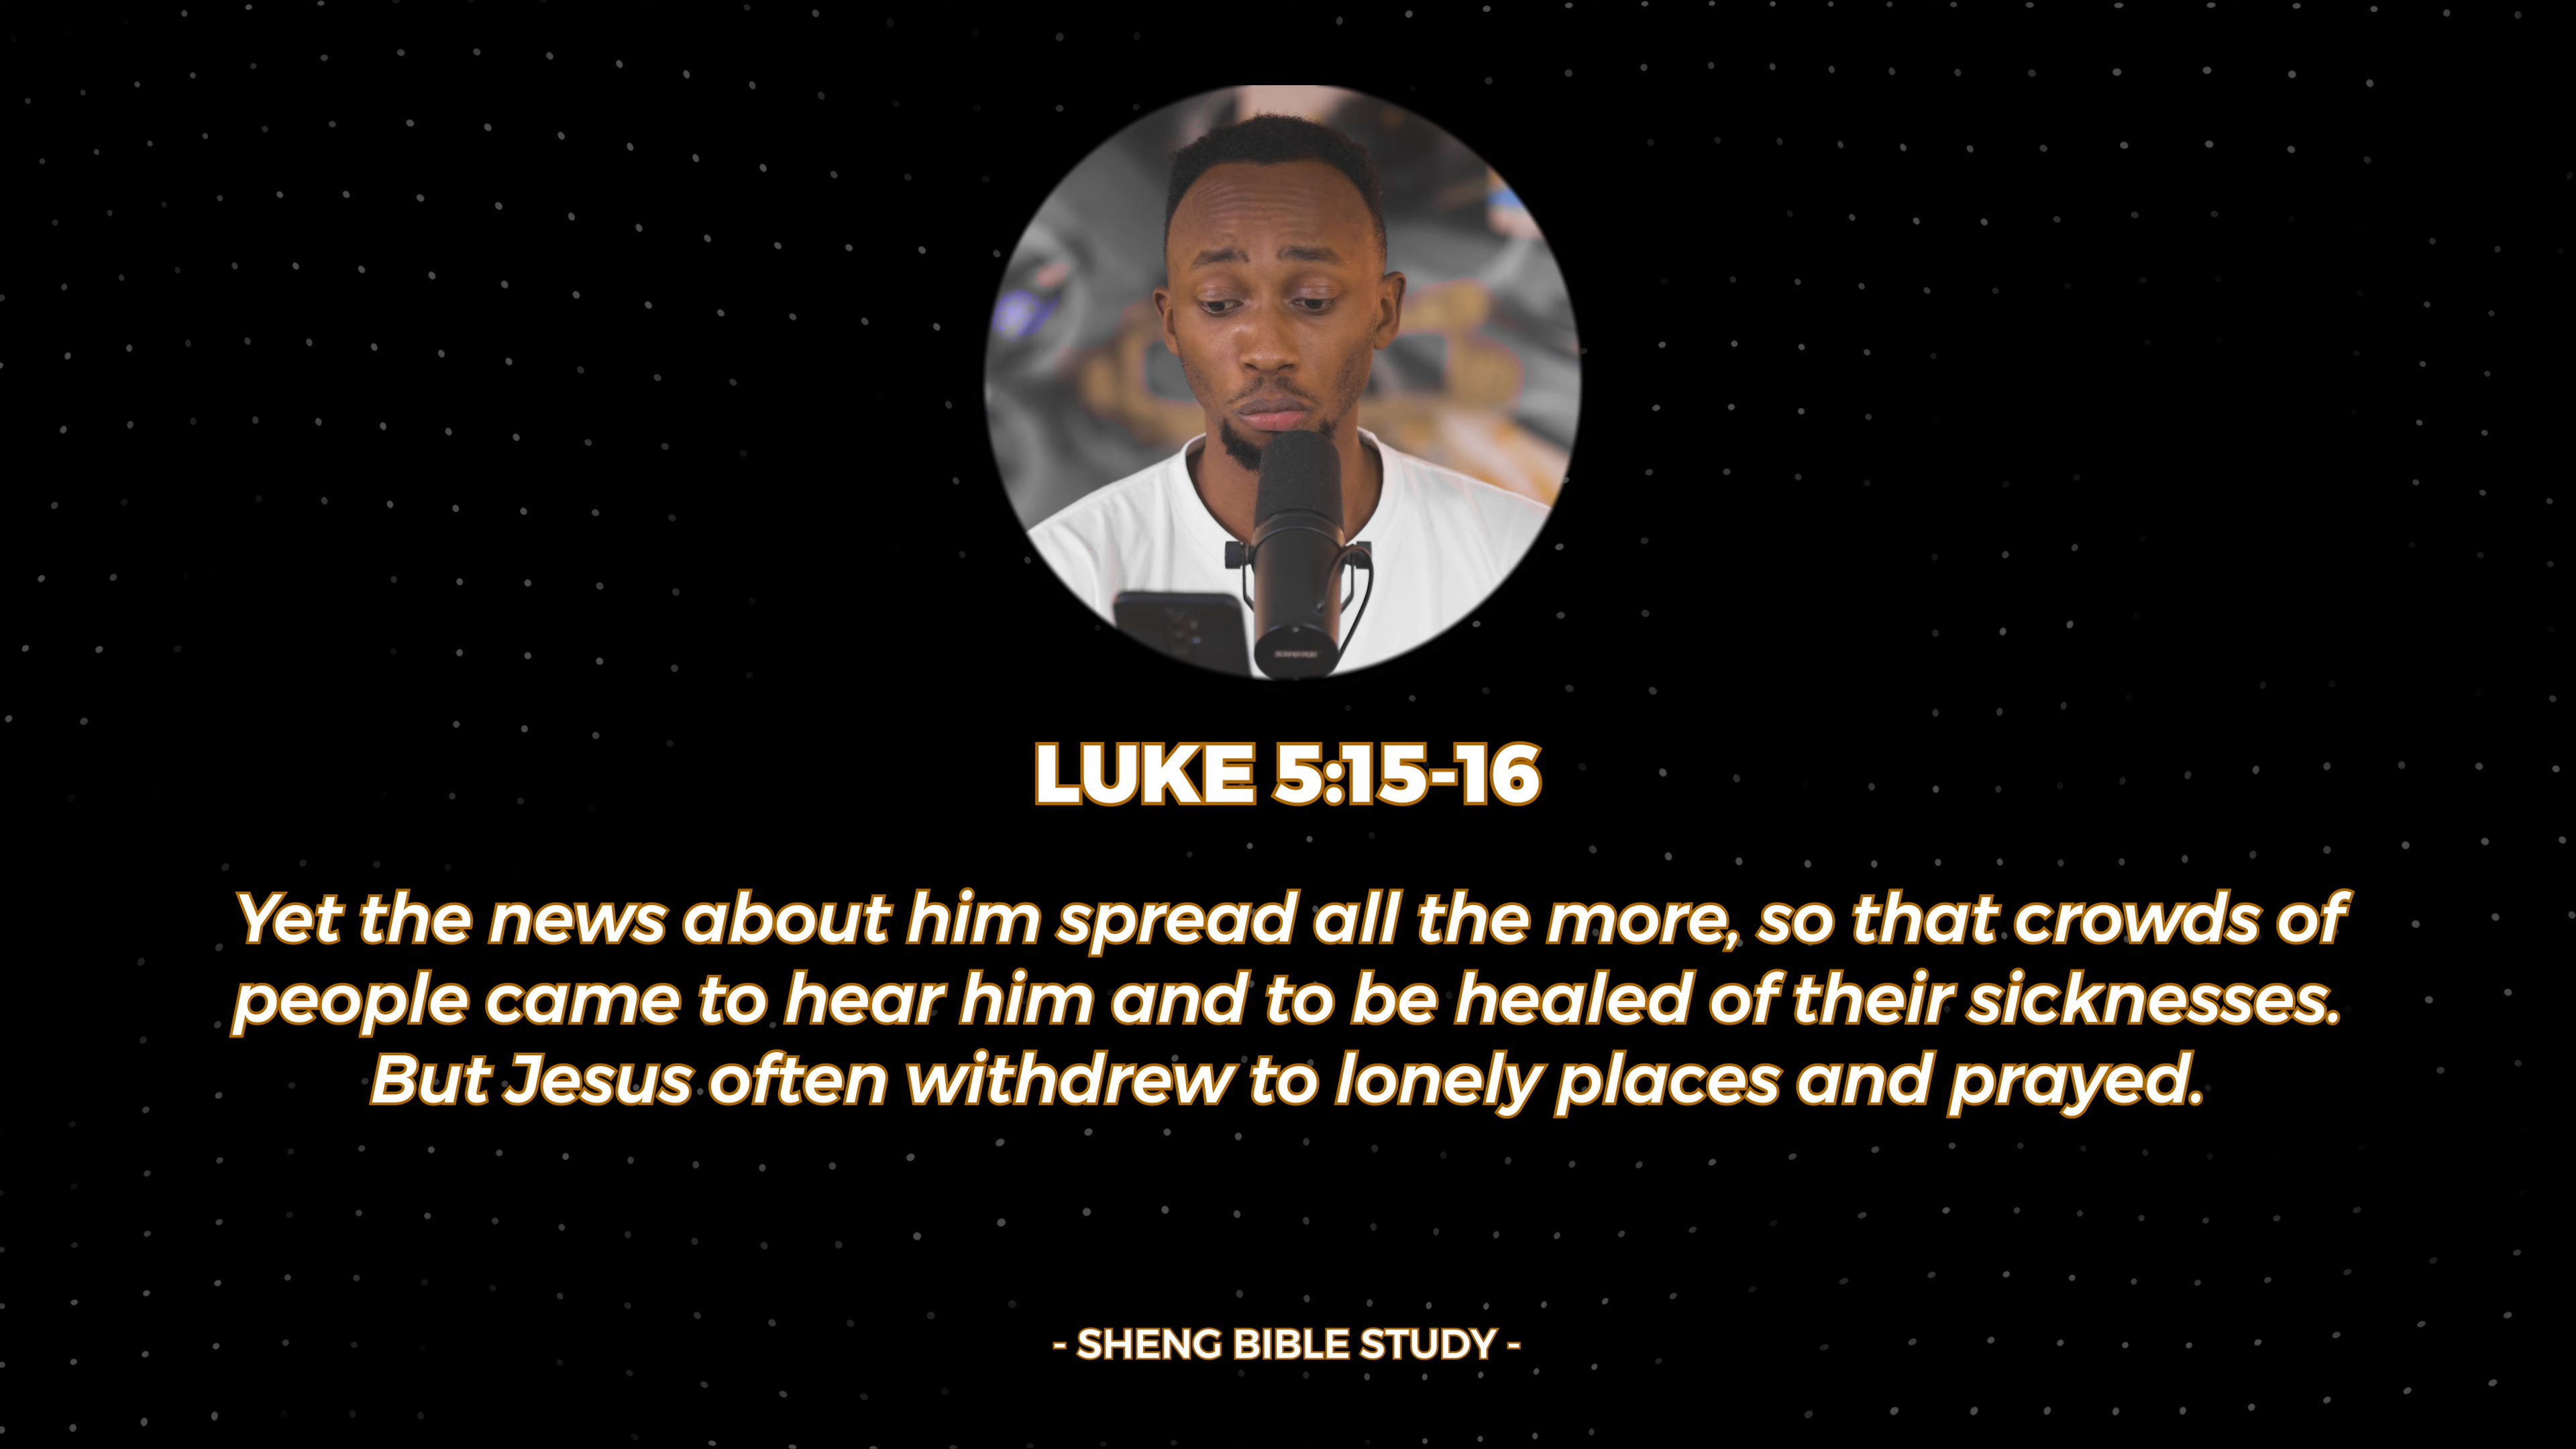 SHURE
LUKE 5:15-16
Yet the news about him spread all the more, so that crowds of
people came to hear him and to be healed of their sicknesses.
But Jesus often withdrew to lonely places and prayed.
- SHENG BIBLE STUDY -